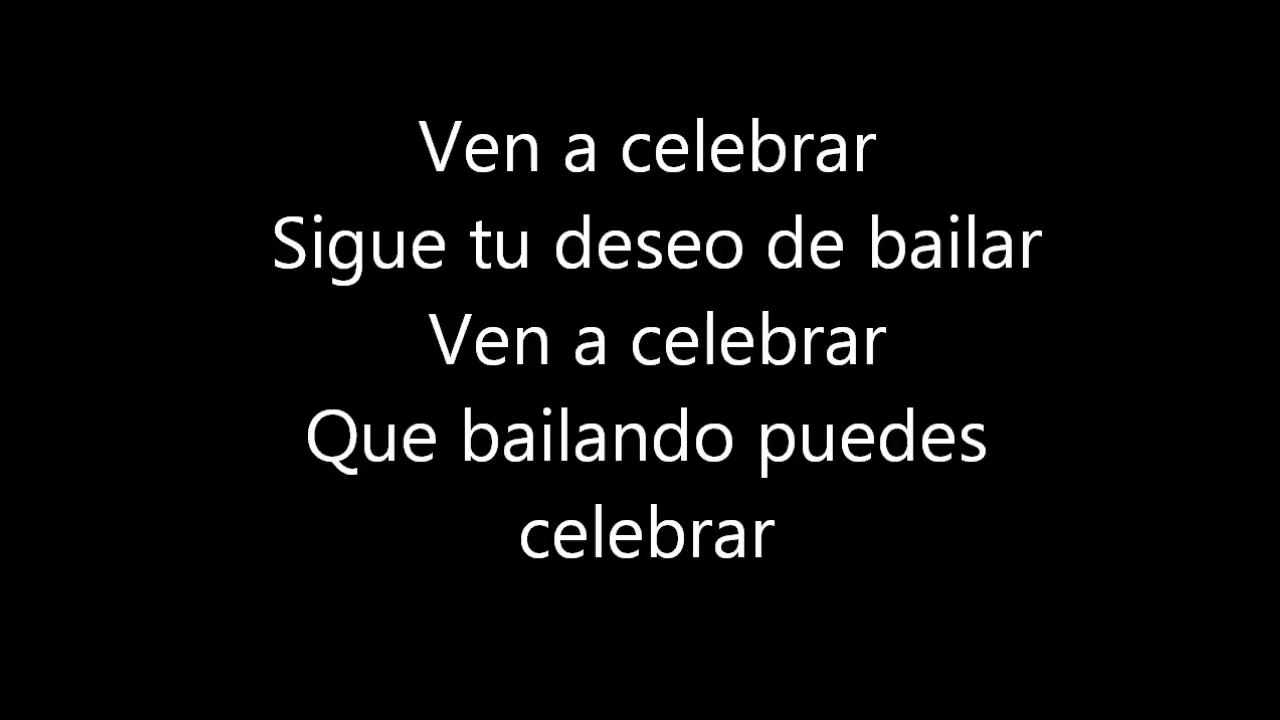 Ven a celebrar
Sigue tu deseo de bailar
Ven a celebrar
Que bailando puedes
celebrar